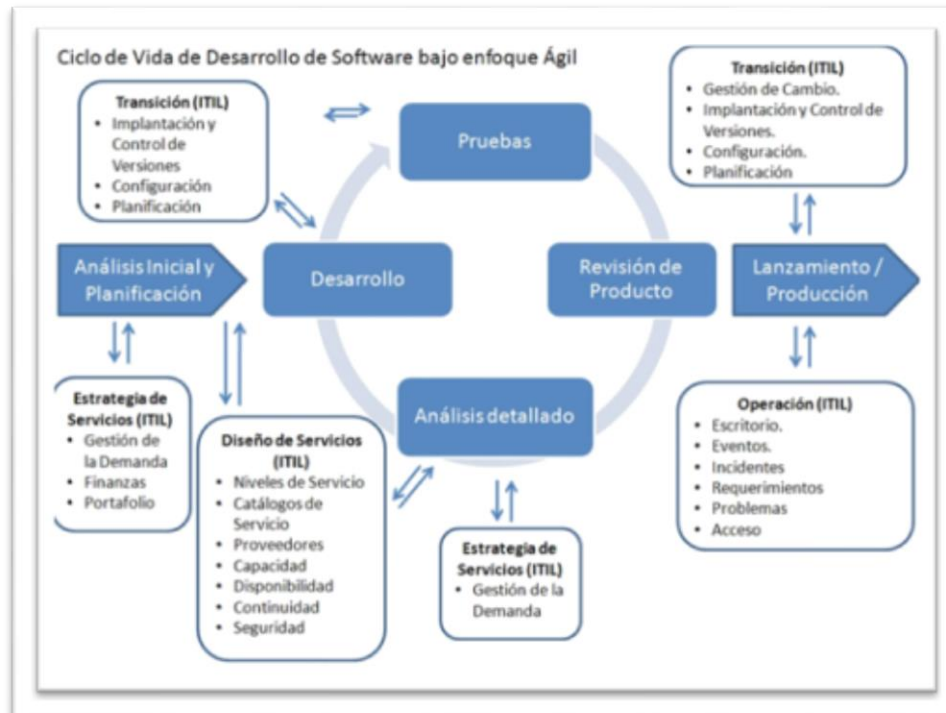 Ciclo de Vida de Desarrollo de Software bajo enfoque Ágil
Transición (ITIL)
• Implantación y
Control de
Versiones
• Configuración
• Planificación
Pruebas
Transición (ITIL)
• Gestión de Cambio.
• Implantación y Control de
Versiones.
• Configuración.
• Planificación
Análisis Inicial y
Planificación
Desarrollo
Revisión de
Producto
Lanzamiento /
Producción
Estrategia de
Servicios (ITIL)
• Gestión de
la Demanda
• Finanzas
• Portafolio
Diseño de Servicios
(ITIL)
• Niveles de Servicio
• Catálogos de
Servicio
• Proveedores
• Capacidad
• Disponibilidad
• Continuidad
• Seguridad
Análisis detallado
Estrategia de
Servicios (ITIL)
• Gestión de la
Demanda
Operación (ITIL)
• Escritorio.
• Eventos.
• Incidentes
• Requerimientos
• Problemas
• Acceso